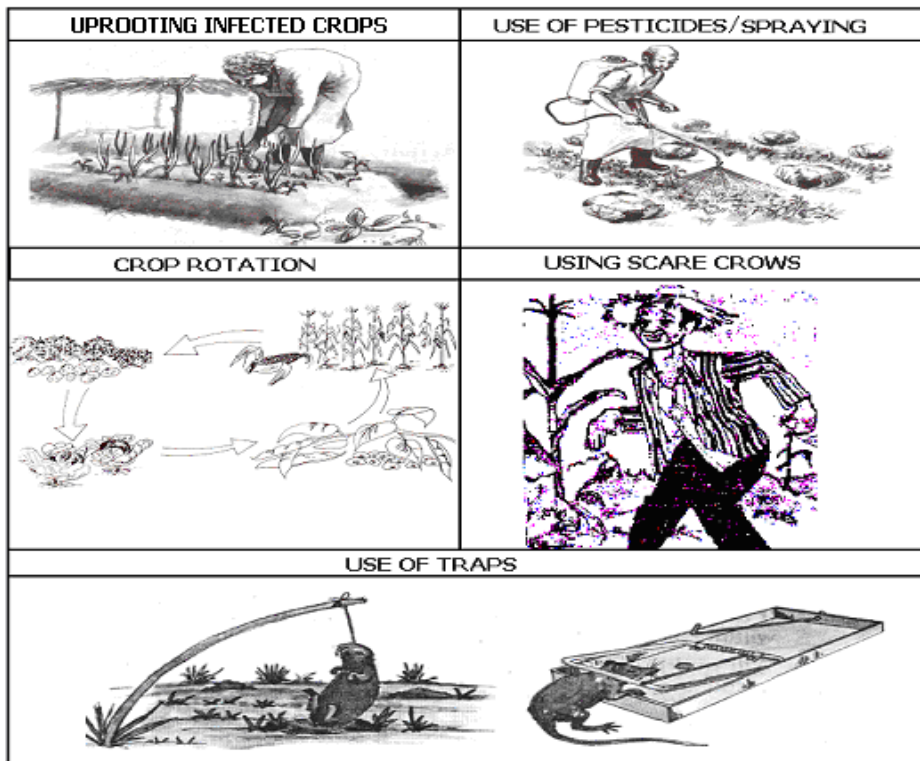 UPROOTING INFECTED CROPS
USE OF PESTICIDES/SPRAYING
CROP ROTATION
USING SCARE CROWS
USE OF TRAPS